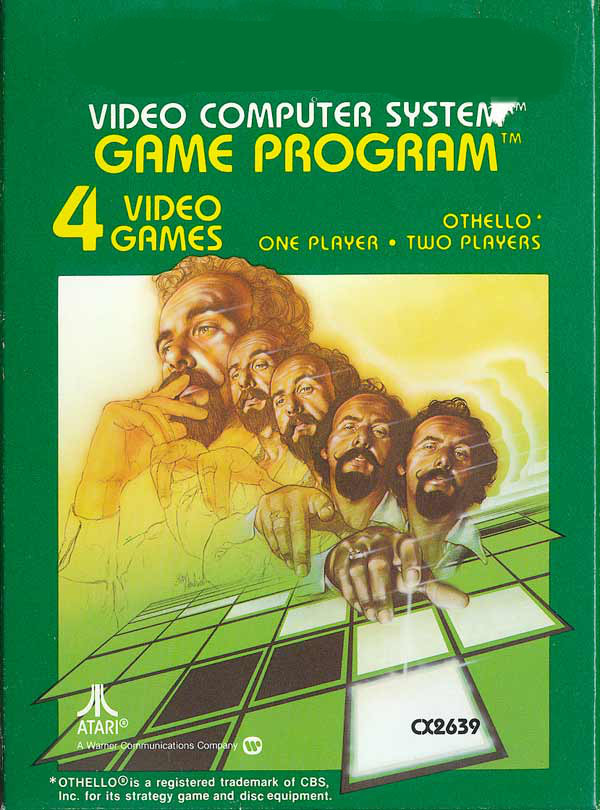 VIDEO COMPUTER SYSTEM™
GAME PROGRAM™
4 VIDEO GAMES
OTHELLO*
ONE PLAYER • TWO PLAYERS
ATARI®
A Warner Communications Company
CX2639
*OTHELLO® is a registered trademark of CBS,
Inc. for its strategy game and disc equipment.